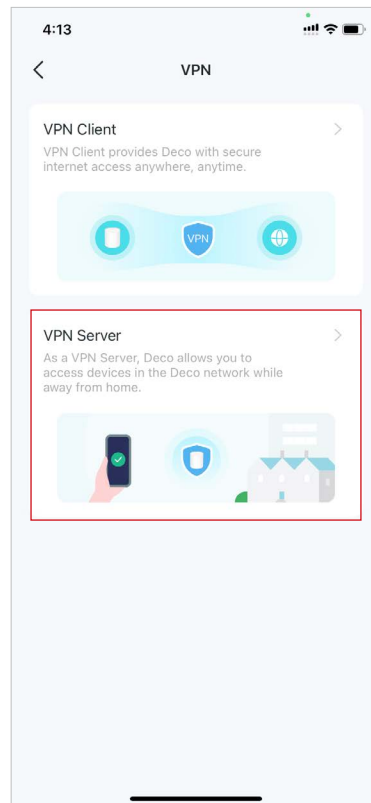 4:13
VPN
VPN Client
VPN Client provides Deco with secure
internet access anywhere, anytime.
VPN
VPN Server
As a VPN Server, Deco allows you to
access devices in the Deco network while
away from home.